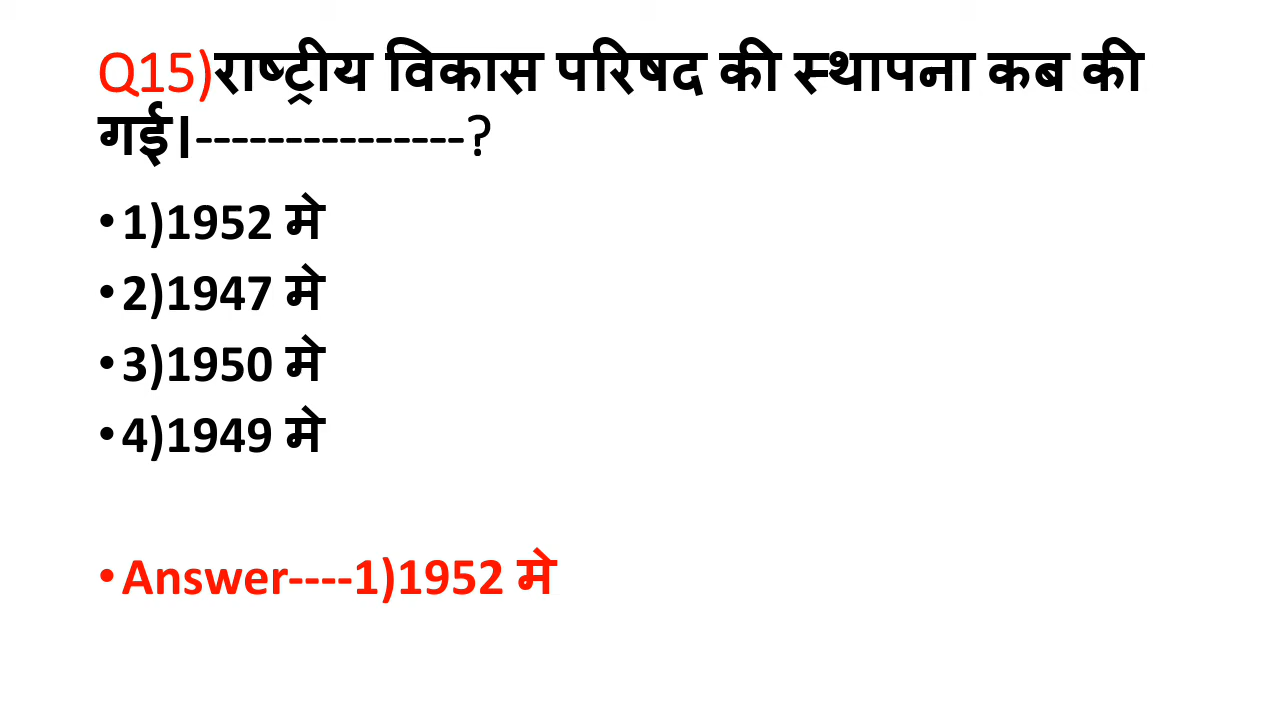 Q15)राष्ट्रीय विकास परिषद की स्थापना कब की
गई।---------------?
•1)1952 मे
•2)1947 मे
•3)1950 मे
•4)1949 मे
•Answer----1)1952 मे